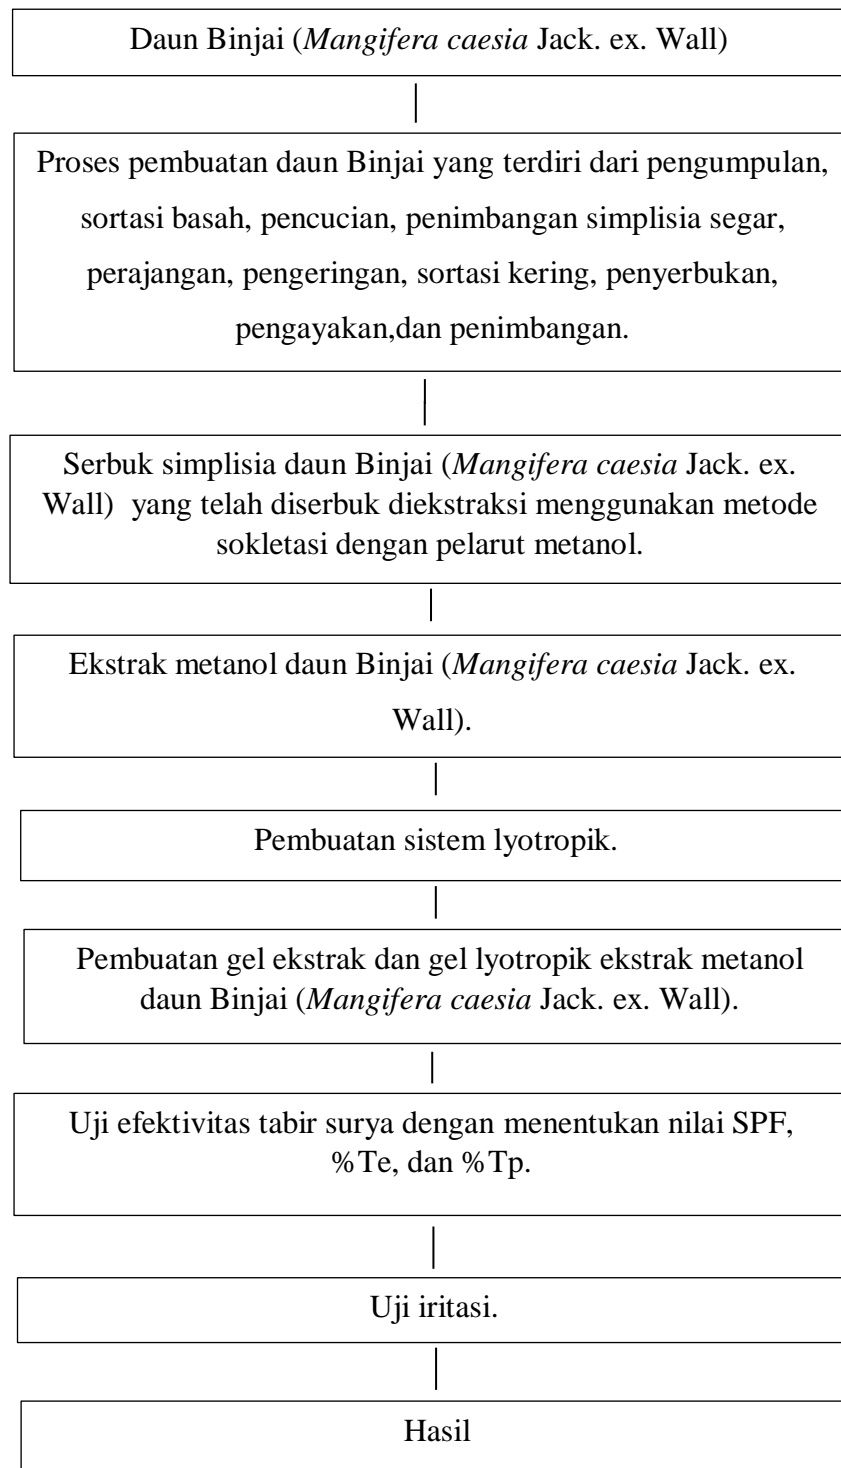 Daun Binjai (Mangifera caesia Jack. ex. Wall)
Proses pembuatan daun Binjai yang terdiri dari pengumpulan,
sortasi basah, pencucian, penimbangan simplisia segar,
perajangan, pengeringan, sortasi kering, penyerbukan,
pengayakan,dan penimbangan.
Serbuk simplisia daun Binjai (Mangifera caesia Jack. ex.
Wall) yang telah diserbuk diekstraksi menggunakan metode
sokletasi dengan pelarut metanol.
Ekstrak metanol daun Binjai (Mangifera caesia Jack. ex.
Wall).
Pembuatan sistem lyotropik.
Pembuatan gel ekstrak dan gel lyotropik ekstrak metanol
daun Binjai (Mangifera caesia Jack. ex. Wall).
Uji efektivitas tabir surya dengan menentukan nilai SPF,
%Te, dan %Tp.
Uji iritasi.
Hasil